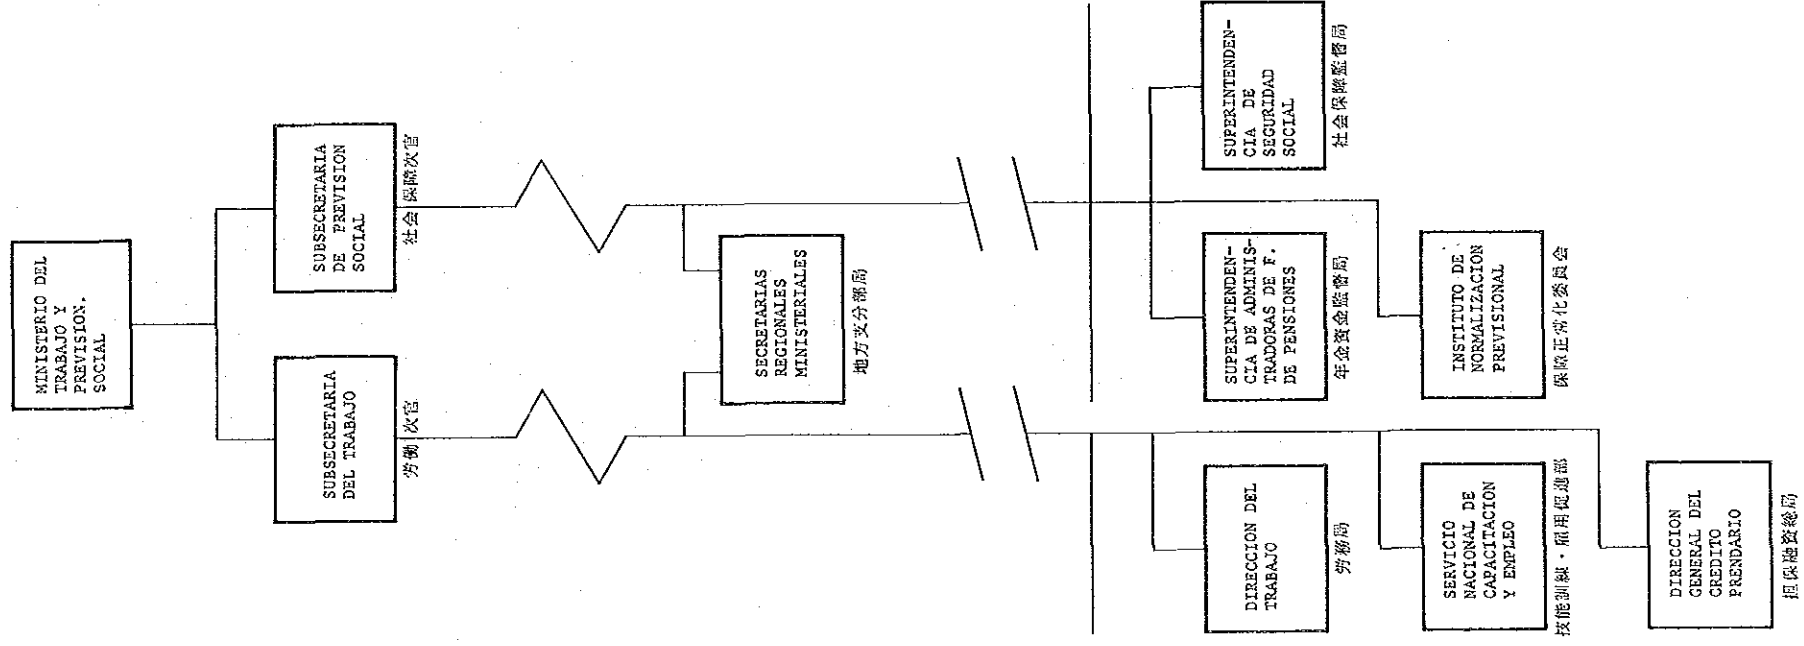 MINISTERIO DEL
TRABAJO Y
PREVISION.
SOCIAL
SUBSECRETARIA
DEL TRABAJO
労働次官
SUBSECRETARIA
DE PREVISION
SOCIAL
社会保障次官
SECRETARIAS
REGIONALES
MINISTERIALES
地方支分部局
DIRECCION DEL
TRABAJO
労務局
SUPERINTENDEN-
CIA DE ADMINIS-
TRADORAS DE F.
DE PENSIONES
年金資金監督局
SUPERINTENDEN-
CIA DE
SEGURIDAD
SOCIAL
社会保障監督局
SERVICIO
NACIONAL DE
CAPACITACION
Y EMPLEO
技能訓練・雇用促進部
INSTITUTO DE
NORMALIZACION
PREVISIONAL
保障正常化委員会
DIRECCION
GENERAL DEL
CREDITO
PRENDARIO
担保融資総局